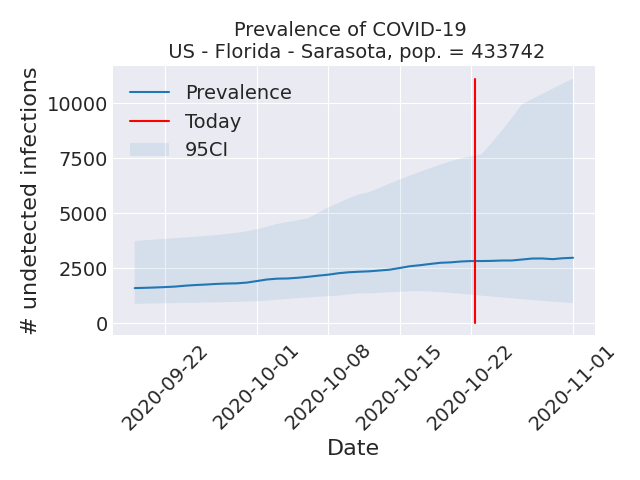 Prevalence of COVID-19
US - Florida - Sarasota, pop. = 433742
# undetected infections
10000
7500
5000
2500
0
Prevalence
Today
95CI
2020-09-22
2020-10-01
2020-10-08
2020-10-15
2020-10-22
2020-11-01
Date